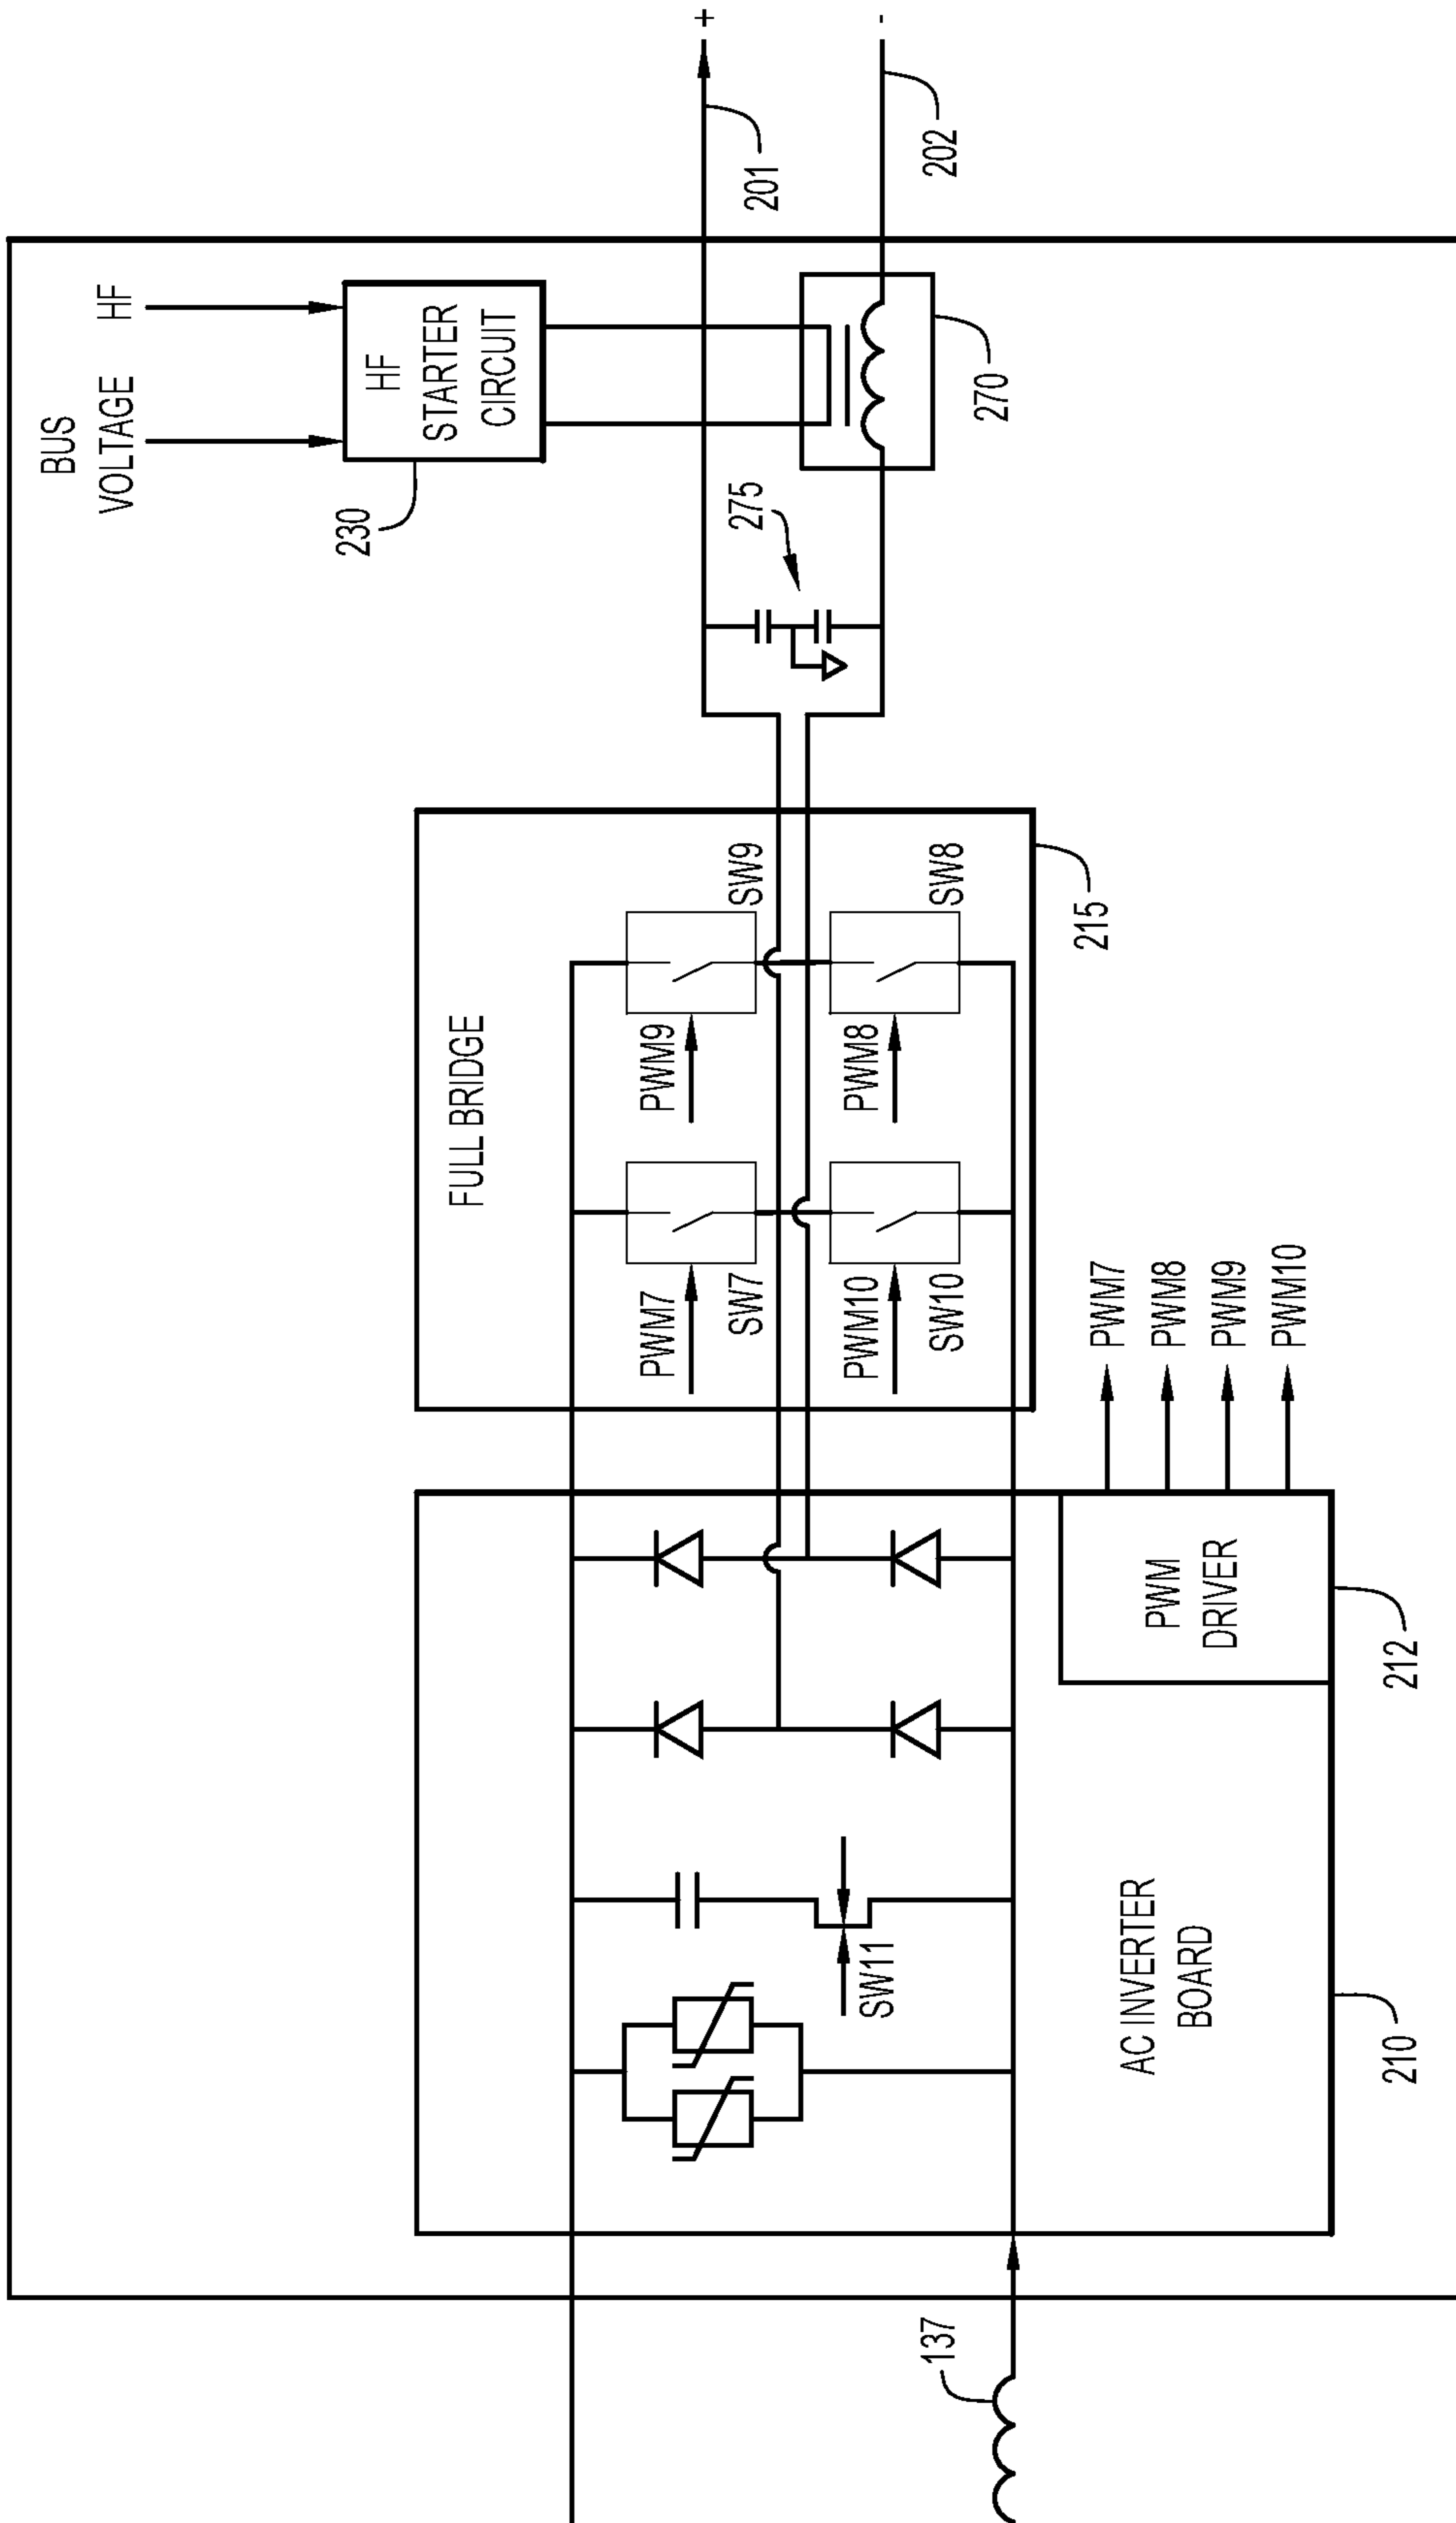 BUS
VOLTAGE
HF
HF
STARTER
CIRCUIT
230
+
-
201
202
270
275
FULL BRIDGE
PWM7
SW7
PWM9
SW9
PWM10
SW10
PWM8
SW8
215
SW11
AC INVERTER
BOARD
210
PWM
DRIVER
212
PWM7
PWM8
PWM9
PWM10
137